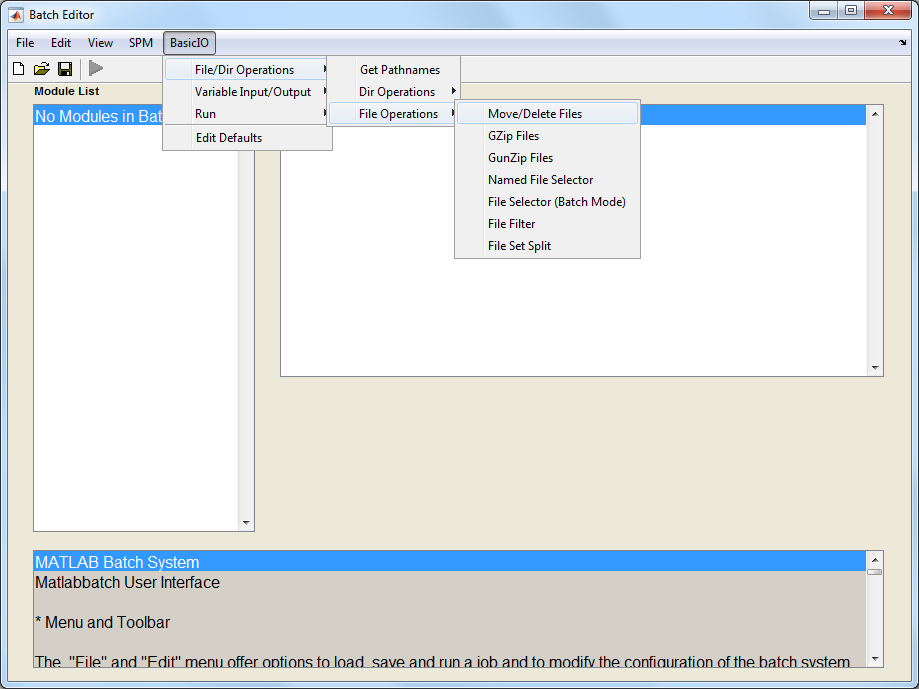 Batch Editor
File Edit View SPM BasicIO
Module List
No Modules in Bat
File/Dir Operations
Variable Input/Output
Run
Edit Defaults
Get Pathnames
Dir Operations
File Operations
Move/Delete Files
GZip Files
GunZip Files
Named File Selector
File Selector (Batch Mode)
File Filter
File Set Split
MATLAB Batch System
Matlabbatch User Interface
* Menu and Toolbar
The "File" and "Edit" menu offer options to load, save and run a job and to modify the configuration of the batch system